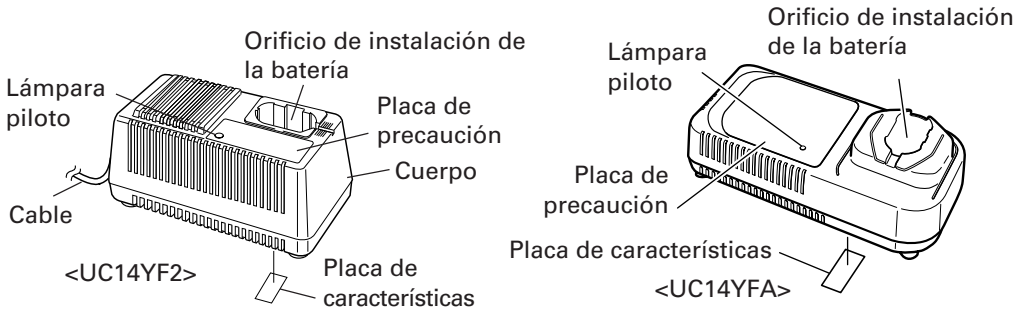 Orificio de instalación de
la batería
Lámpara
piloto
Placa de
precaución
Cuerpo
Cable
<UC14YF2>
Placa de
características
Orificio de instalación
de la batería
Lámpara
piloto
Placa de
precaución
Placa de características
<UC14YFA>